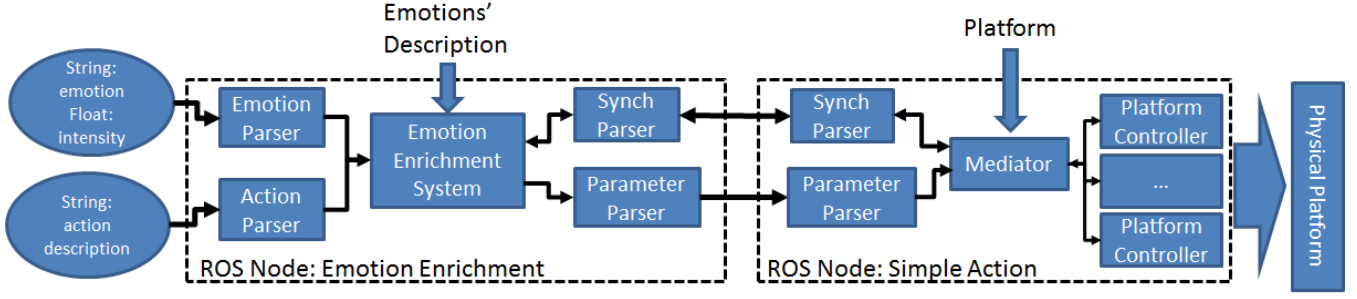 Emotions'
Description
Platform
String:
emotion
Float:
intensity
Emotion
Parser
Emotion
Enrichment
System
Synch
Parser
Synch
Parser
Mediator
Platform
Controller
...
Platform
Controller
Physical Platform
String:
action
description
Action
Parser
Parameter
Parser
Parameter
Parser
ROS Node: Emotion Enrichment
ROS Node: Simple Action